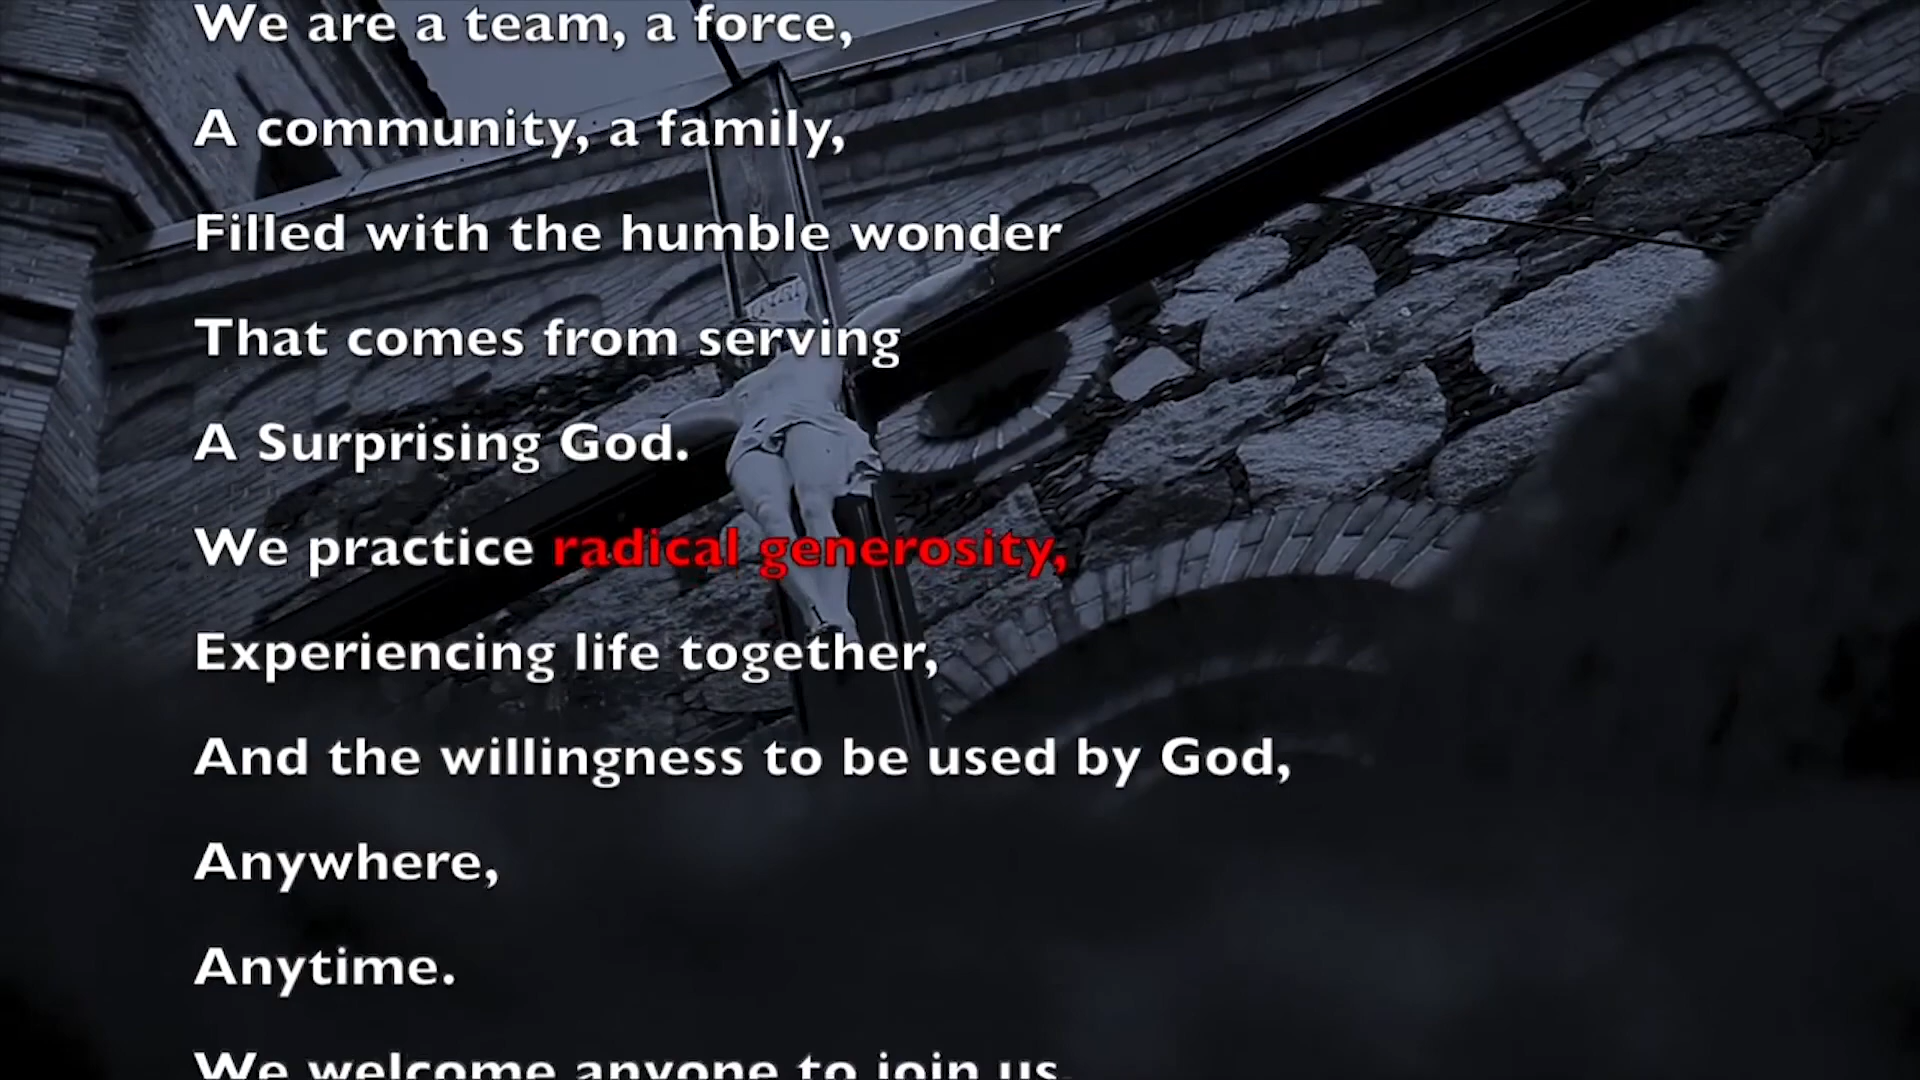 We are a team, a force,
A community, a family,
Filled with the humble wonder
That comes from serving
A Surprising God.
We practice radical generosity,
Experiencing life together,
And the willingness to be used by God,
Anywhere,
Anytime.
We welcome anyone to join us